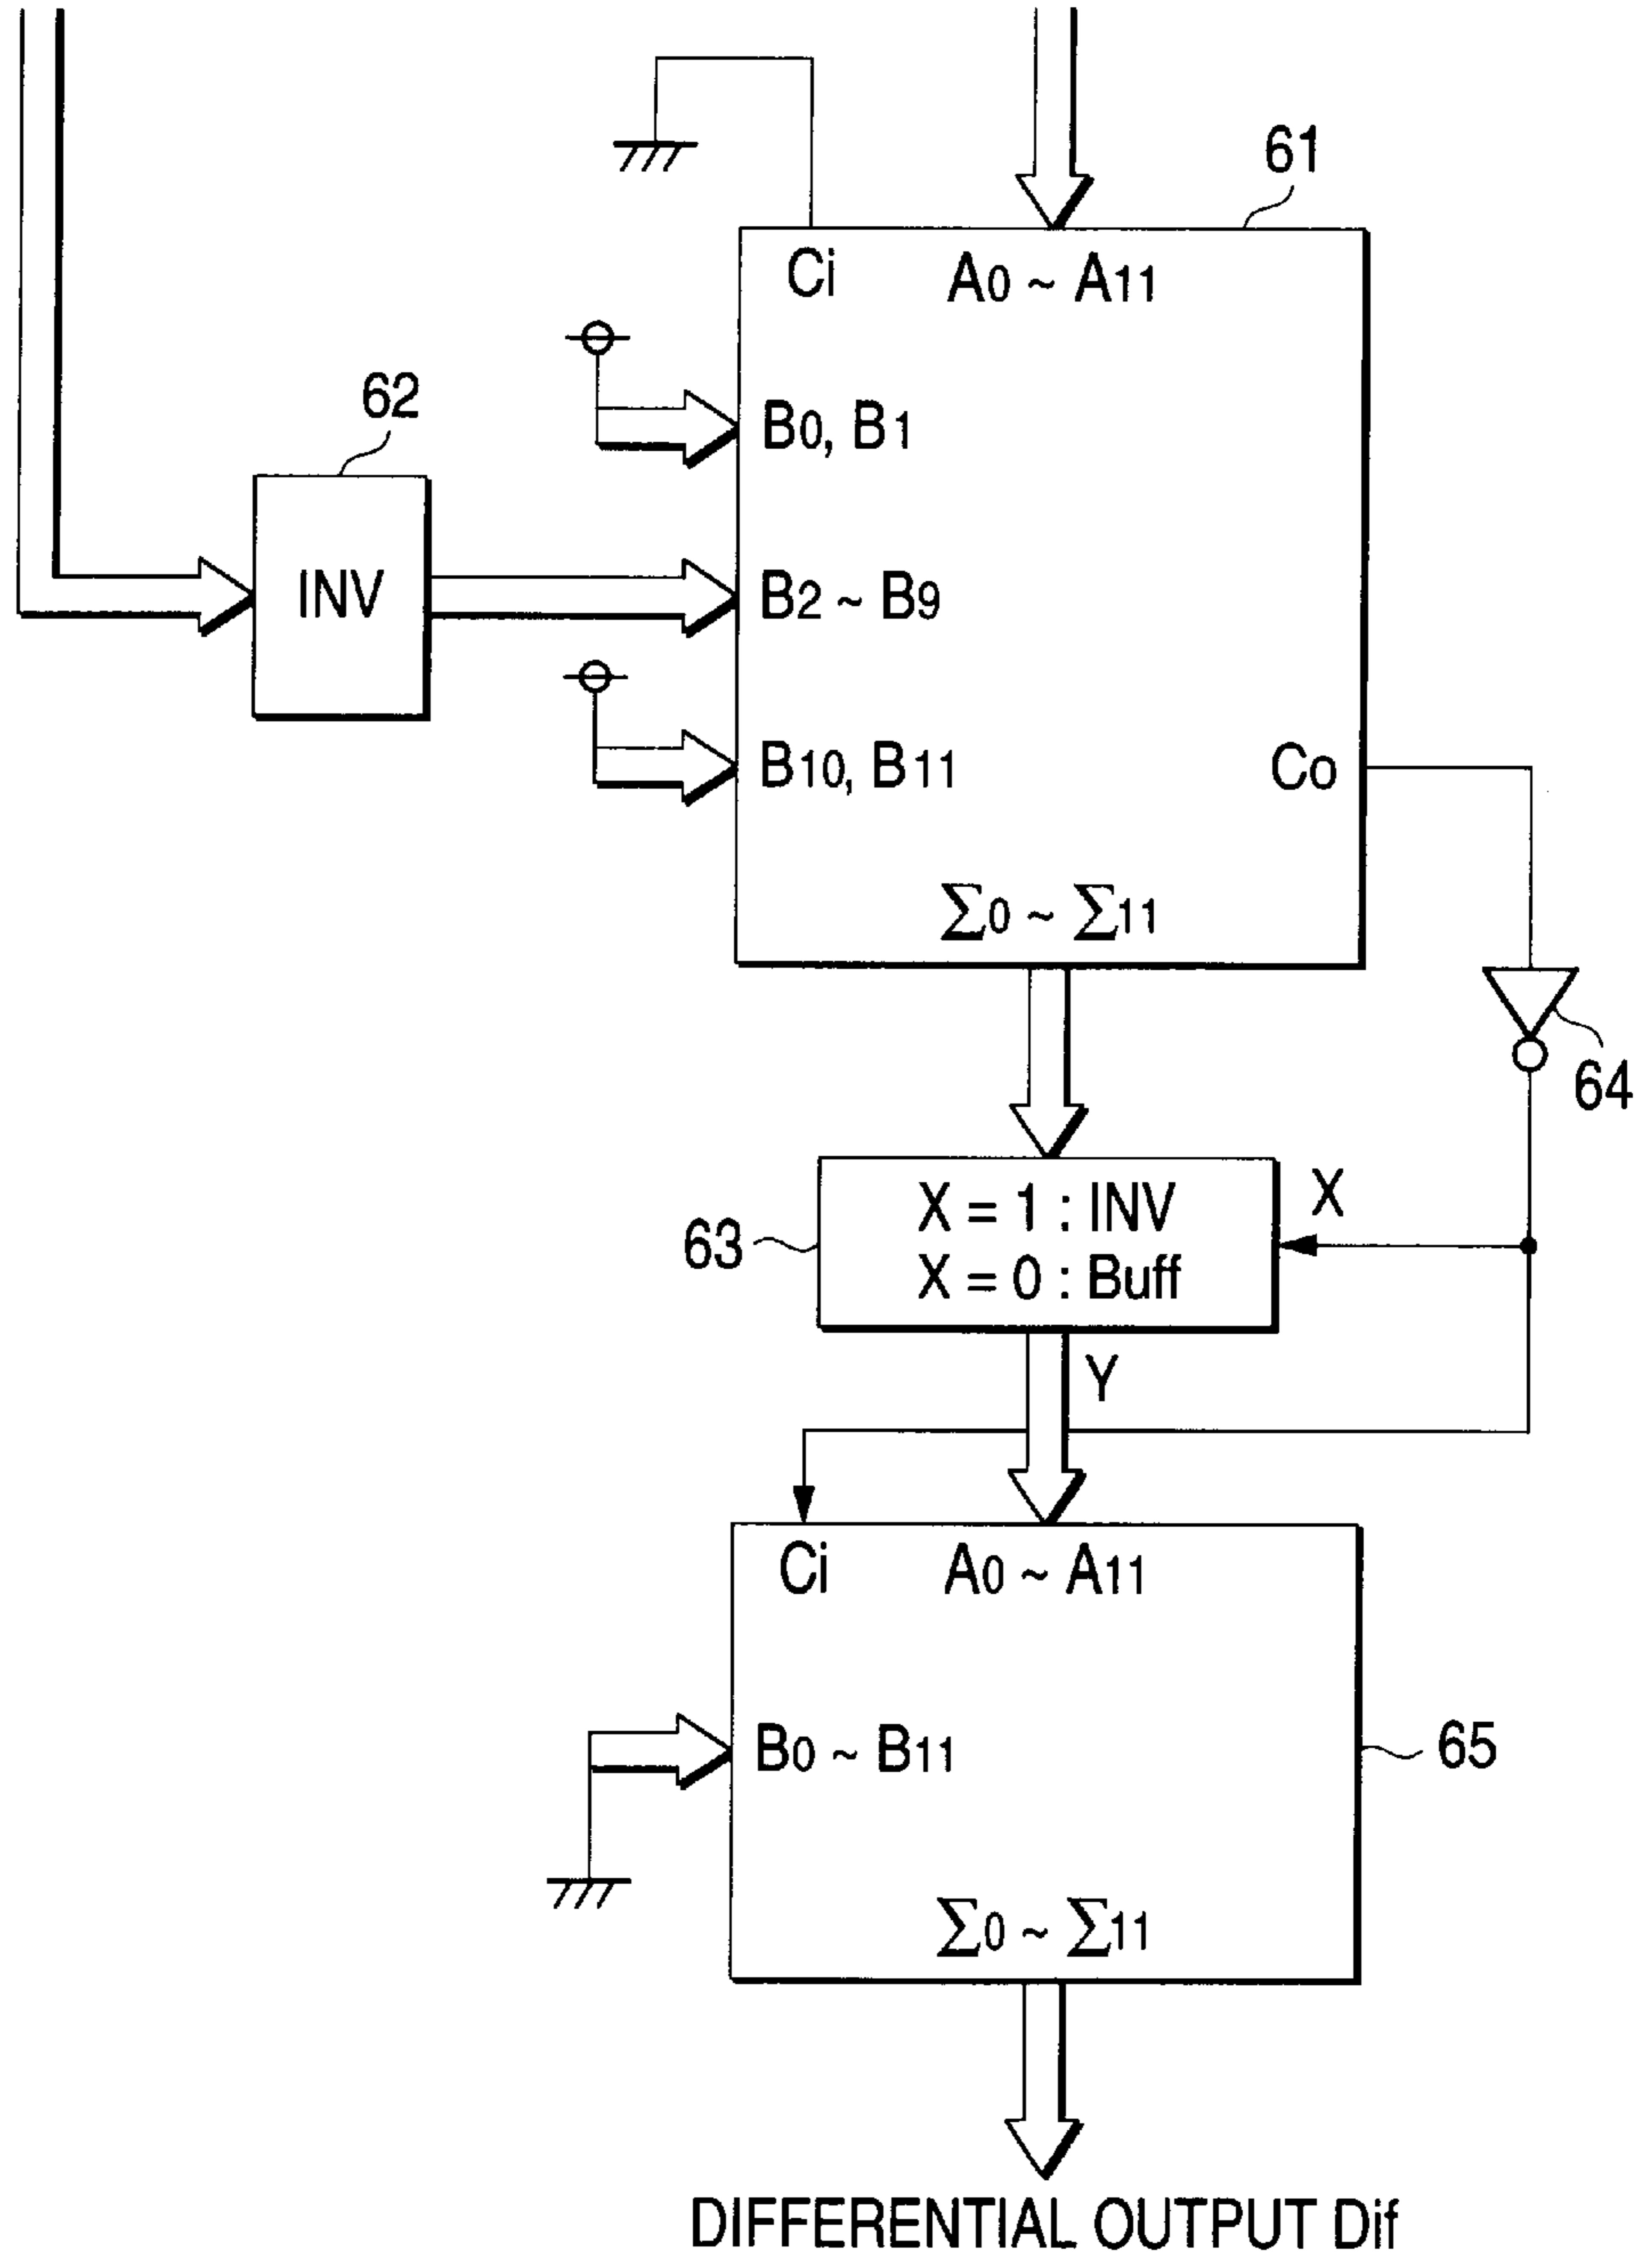 61
Ci A0 ~ A11
62
B0, B1
INV
B2 ~ B9
B10, B11
Co
Σ0 ~ Σ11
64
X = 1 : INV
X
63
X = 0 : Buff
Y
Ci A0 ~ A11
B0 ~ B11
65
Σ0 ~ Σ11
DIFFERENTIAL OUTPUT Dif